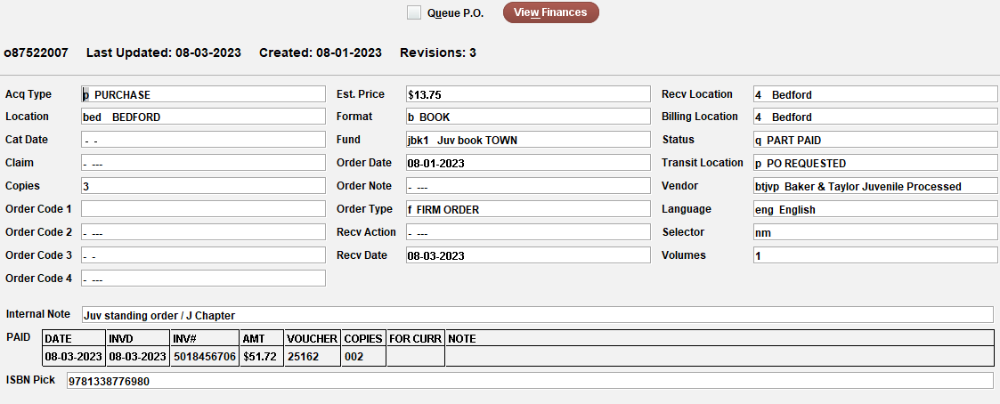 Queue P.O. View Finances
o87522007 Last Updated: 08-03-2023 Created: 08-01-2023 Revisions: 3
Acq Type p PURCHASE Est. Price $13.75 Recv Location 4 Bedford
Location bed BEDFORD Format b BOOK Billing Location 4 Bedford
Cat Date - - Fund jbk1 Juv book TOWN Status q PART PAID
Claim - --- Order Date 08-01-2023 Transit Location p PO REQUESTED
Copies 3 Order Note - --- Vendor btjvp Baker & Taylor Juvenile Processed
Order Code 1 Order Type f FIRM ORDER Language eng English
Order Code 2 - --- Recv Action - --- Selector nm
Order Code 3 - - Recv Date 08-03-2023 Volumes 1
Order Code 4 - ---
Internal Note Juv standing order / J Chapter
PAID DATE INVD INV# AMT VOUCHER COPIES FOR CURR NOTE
08-03-2023 08-03-2023 5018456706 $51.72 25162 002
ISBN Pick 9781338776980